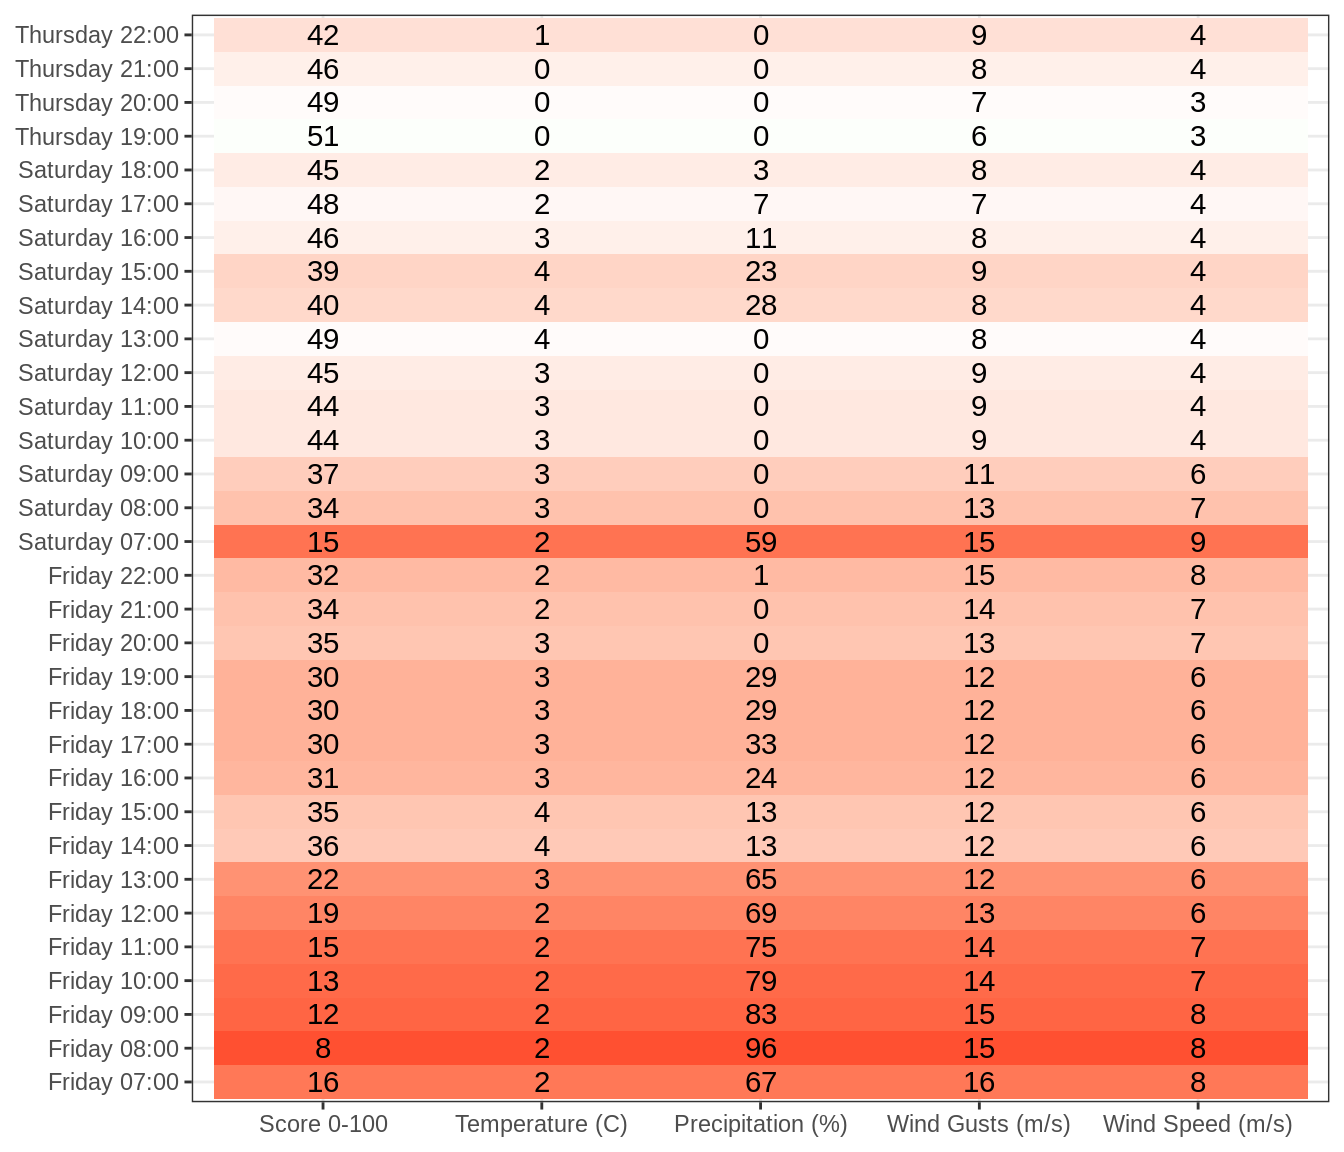 Thursday 22:00 42 1 0 9 4
Thursday 21:00 46 0 0 8 4
Thursday 20:00 49 0 0 7 3
Thursday 19:00 51 0 0 6 3
Saturday 18:00 45 2 3 8 4
Saturday 17:00 48 2 7 7 4
Saturday 16:00 46 3 11 8 4
Saturday 15:00 39 4 23 9 4
Saturday 14:00 40 4 28 8 4
Saturday 13:00 49 4 0 8 4
Saturday 12:00 45 3 0 9 4
Saturday 11:00 44 3 0 9 4
Saturday 10:00 44 3 0 9 4
Saturday 09:00 37 3 0 11 6
Saturday 08:00 34 3 0 13 7
Saturday 07:00 15 2 59 15 9
Friday 22:00 32 2 1 15 8
Friday 21:00 34 2 0 14 7
Friday 20:00 35 3 0 13 7
Friday 19:00 30 3 29 12 6
Friday 18:00 30 3 29 12 6
Friday 17:00 30 3 33 12 6
Friday 16:00 31 3 24 12 6
Friday 15:00 35 4 13 12 6
Friday 14:00 36 4 13 12 6
Friday 13:00 22 3 65 12 6
Friday 12:00 19 2 69 13 6
Friday 11:00 15 2 75 14 7
Friday 10:00 13 2 79 14 7
Friday 09:00 12 2 83 15 8
Friday 08:00 8 2 96 15 8
Friday 07:00 16 2 67 16 8
Score 0-100 Temperature (C) Precipitation (%) Wind Gusts (m/s) Wind Speed (m/s)